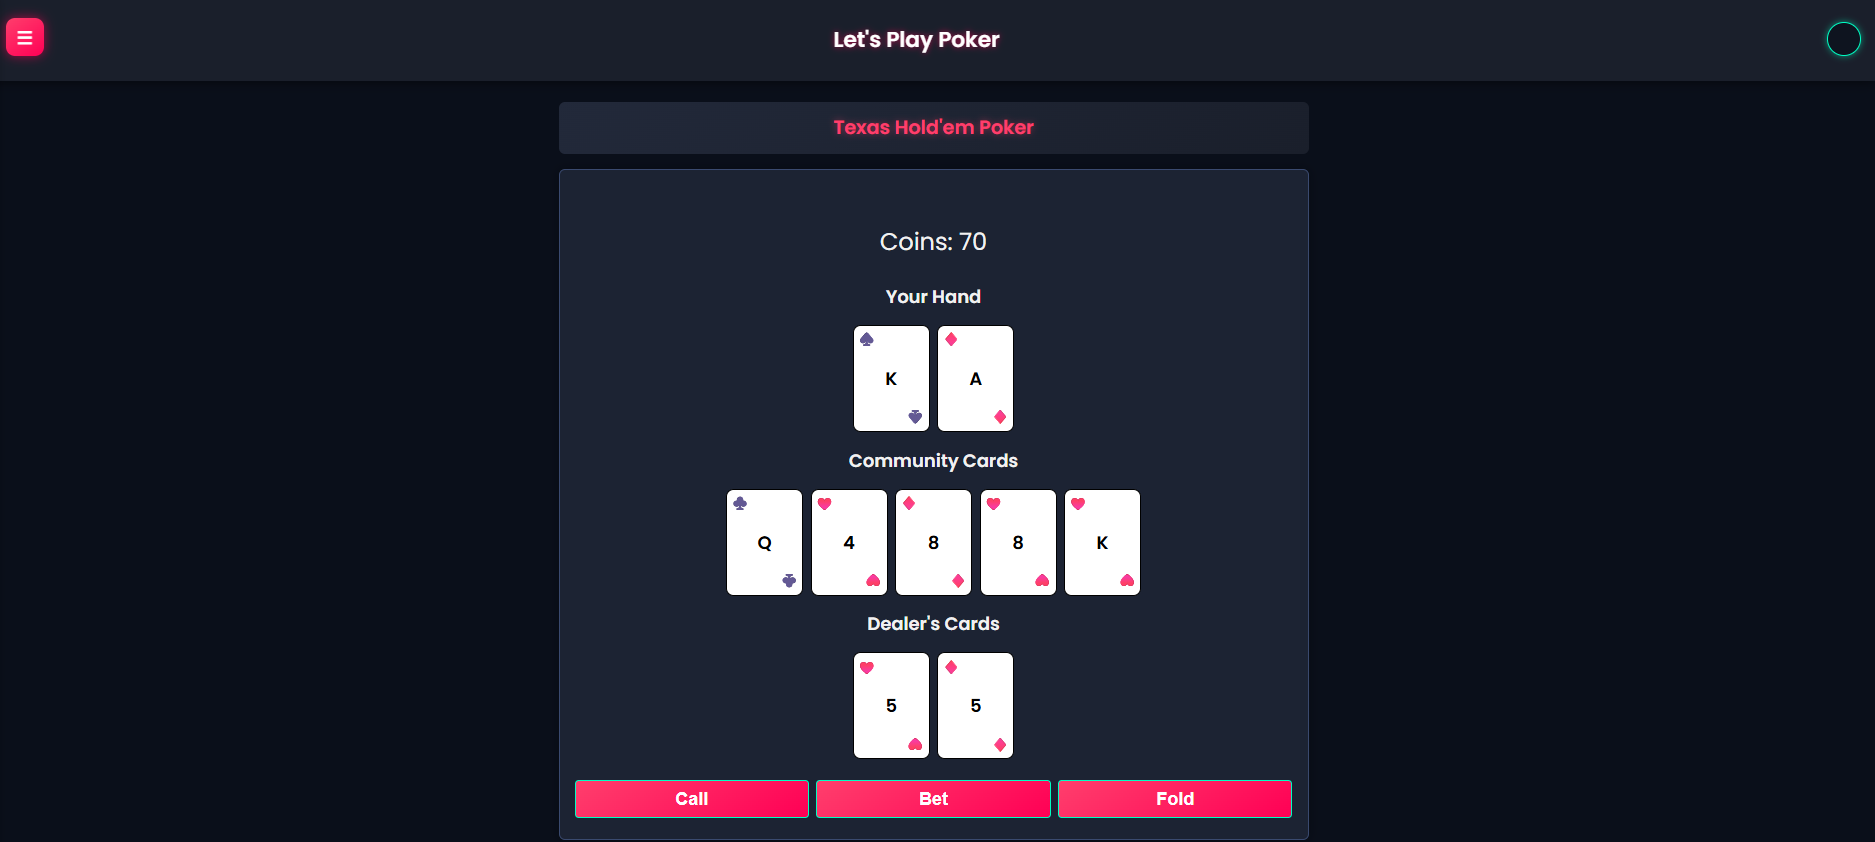 Let's Play Poker
Texas Hold'em Poker
Coins: 70
Your Hand
K A
Community Cards
Q 4 8 8 K
Dealer's Cards
5 5
Call Bet Fold